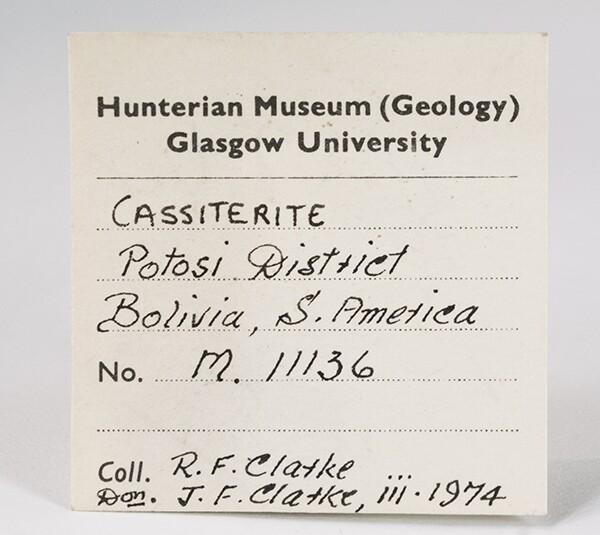 Hunterian Museum (Geology)
Glasgow University
CASSITERITE
Potosi District
Bolivia, S. America
No. M. 11136
Coll. R. F. Clarke
Don. J. F. Clarke, iii. 1974